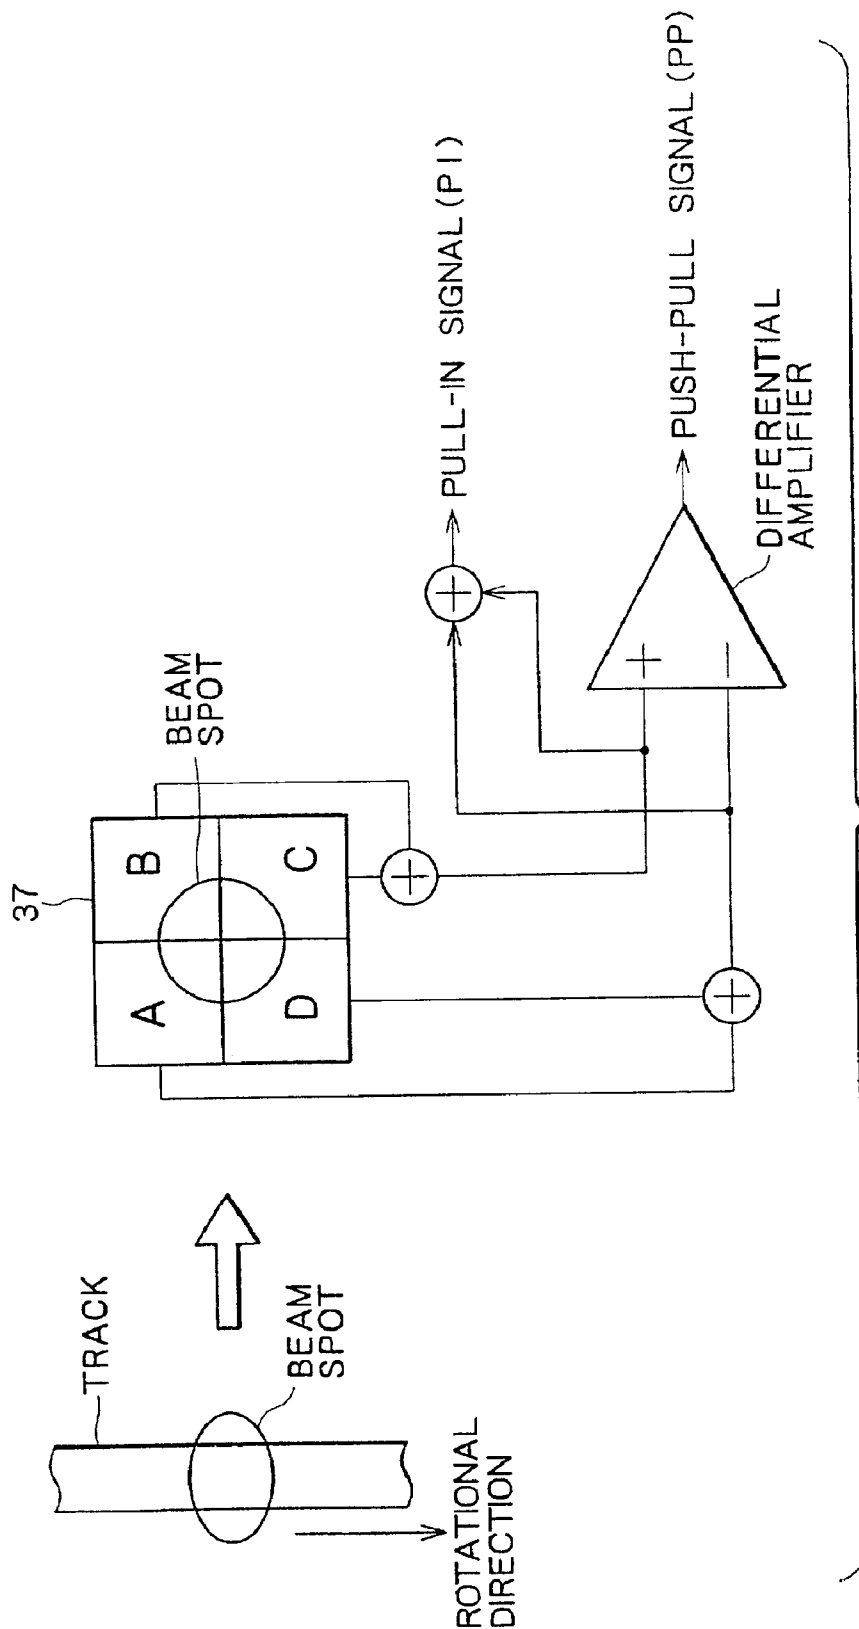 TRACK
BEAM
SPOT
ROTATIONAL
DIRECTION
37
A
B
D
C
BEAM
SPOT
+
+
+
PULL-IN SIGNAL(PI)
+
−
PUSH-PULL SIGNAL(PP)
DIFFERENTIAL
AMPLIFIER